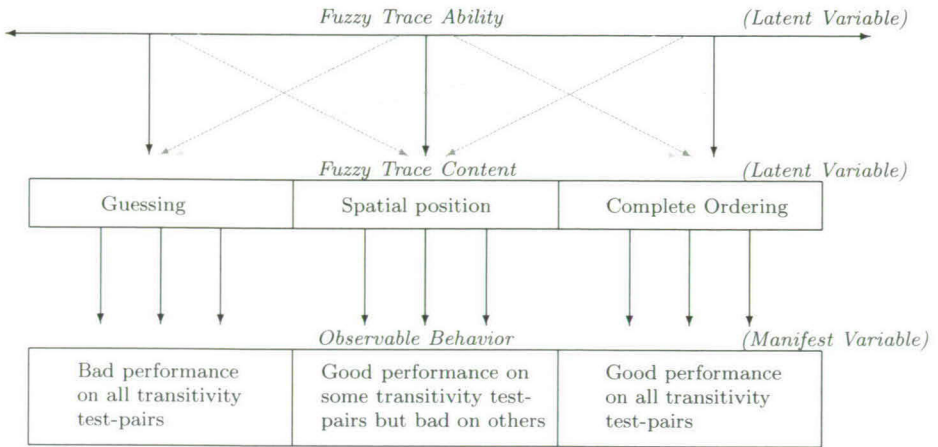 Fuzzy Trace Ability (Latent Variable)
Fuzzy Trace Content (Latent Variable)
Guessing Spatial position Complete Ordering
Observable Behavior (Manifest Variable)
Bad performance
on all transitivity
test-pairs
Good performance on
some transitivity test-
pairs but bad on others
Good performance
on all transitivity
test-pairs